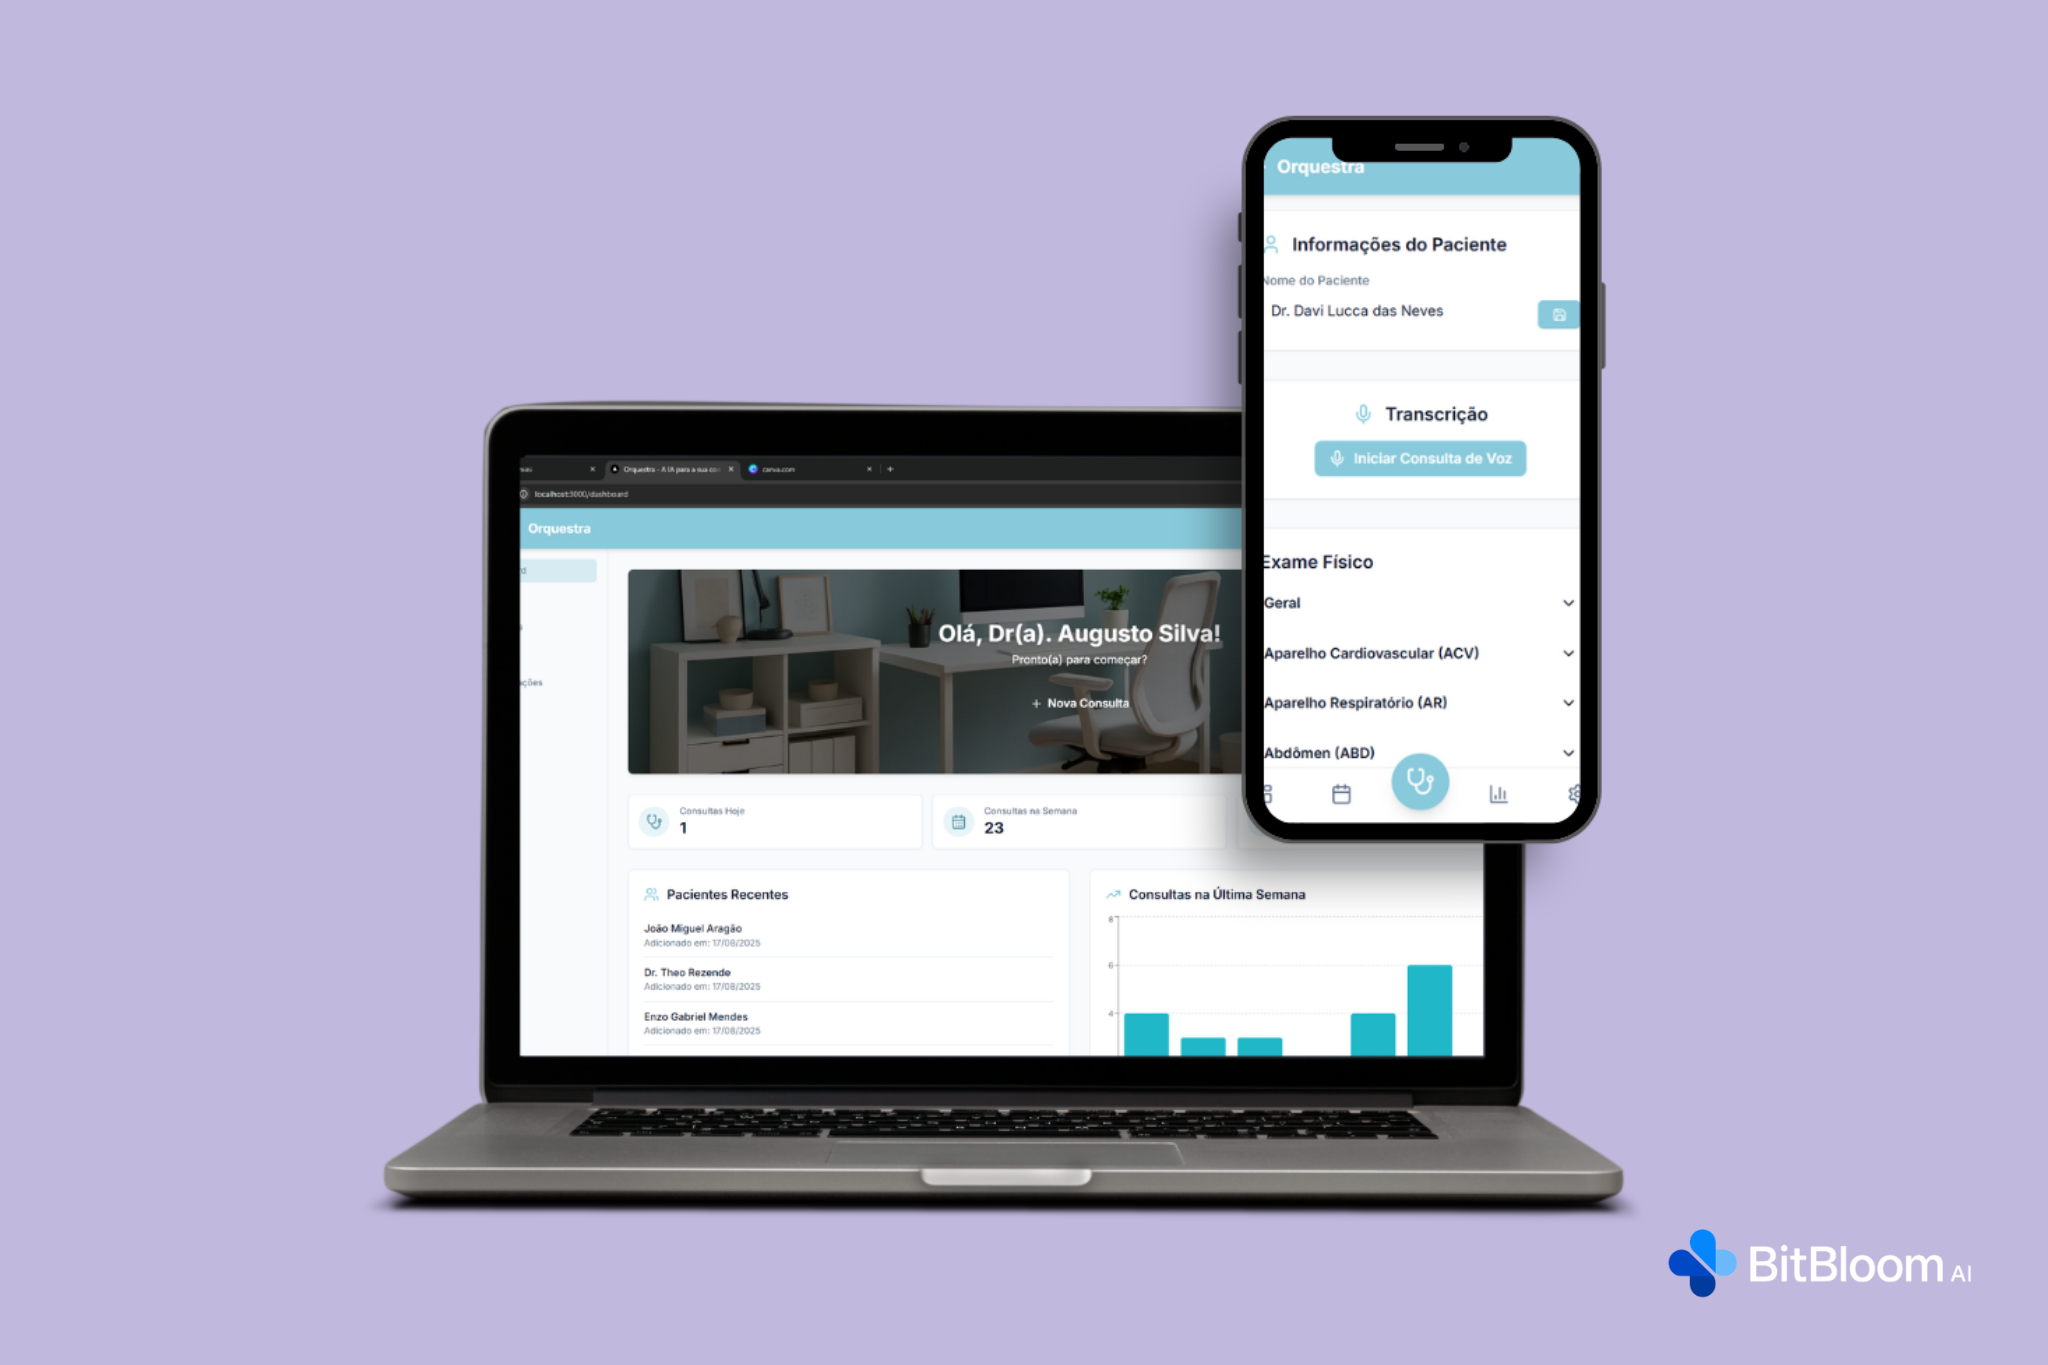 Orquestra
Informações do Paciente
Nome do Paciente
Dr. Davi Lucca das Neves
Transcrição
Iniciar Consulta de Voz
Exame Físico
Geral
Aparelho Cardiovascular (ACV)
Aparelho Respiratório (AR)
Abdômen (ABD)
Orquestra - A IA para a sua con
canva.com
localhost:3000/dashboard
Orquestra
ções
Olá, Dr(a). Augusto Silva!
Pronto(a) para começar?
+ Nova Consulta
Consultas Hoje
1
Consultas na Semana
23
Pacientes Recentes
João Miguel Aragão
Adicionado em: 17/08/2025
Dr. Theo Rezende
Adicionado em: 17/08/2025
Enzo Gabriel Mendes
Adicionado em: 17/08/2025
Consultas na Última Semana
8
6
4
BitBloom AI